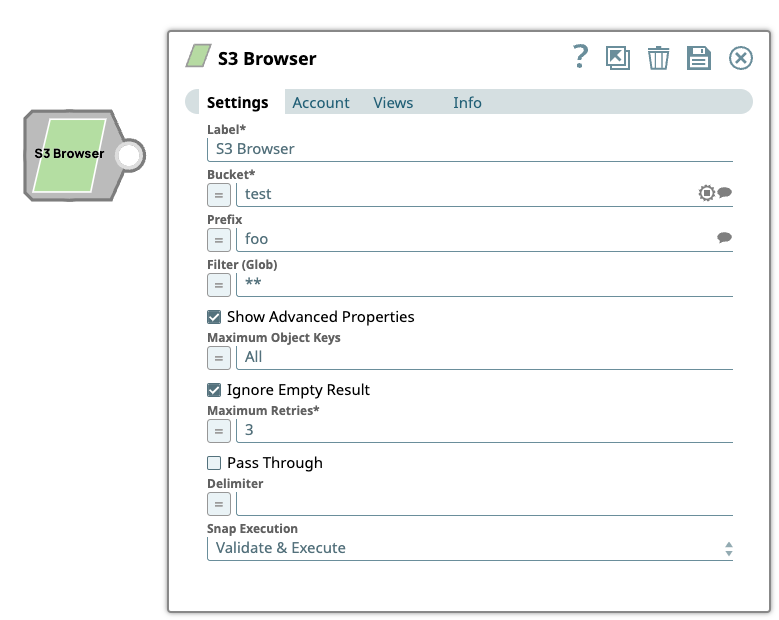 S3 Browser
?
Settings
Account
Views
Info
Label*
S3 Browser
Bucket*
= test
Prefix
= foo
Filter (Glob)
= **
Show Advanced Properties
Maximum Object Keys
= All
Ignore Empty Result
Maximum Retries*
= 3
Pass Through
Delimiter
=
Snap Execution
Validate & Execute
S3 Browser